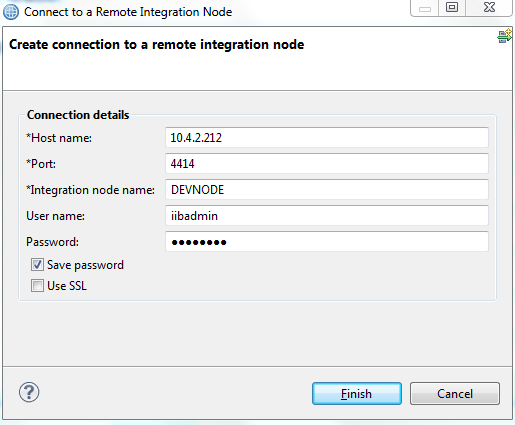 Connect to a Remote Integration Node
Create connection to a remote integration node
Connection details
*Host name: 10.4.2.212
*Port: 4414
*Integration node name: DEVNODE
User name: iibadmin
Password: ●●●●●●●●
Save password
Use SSL
? Finish Cancel